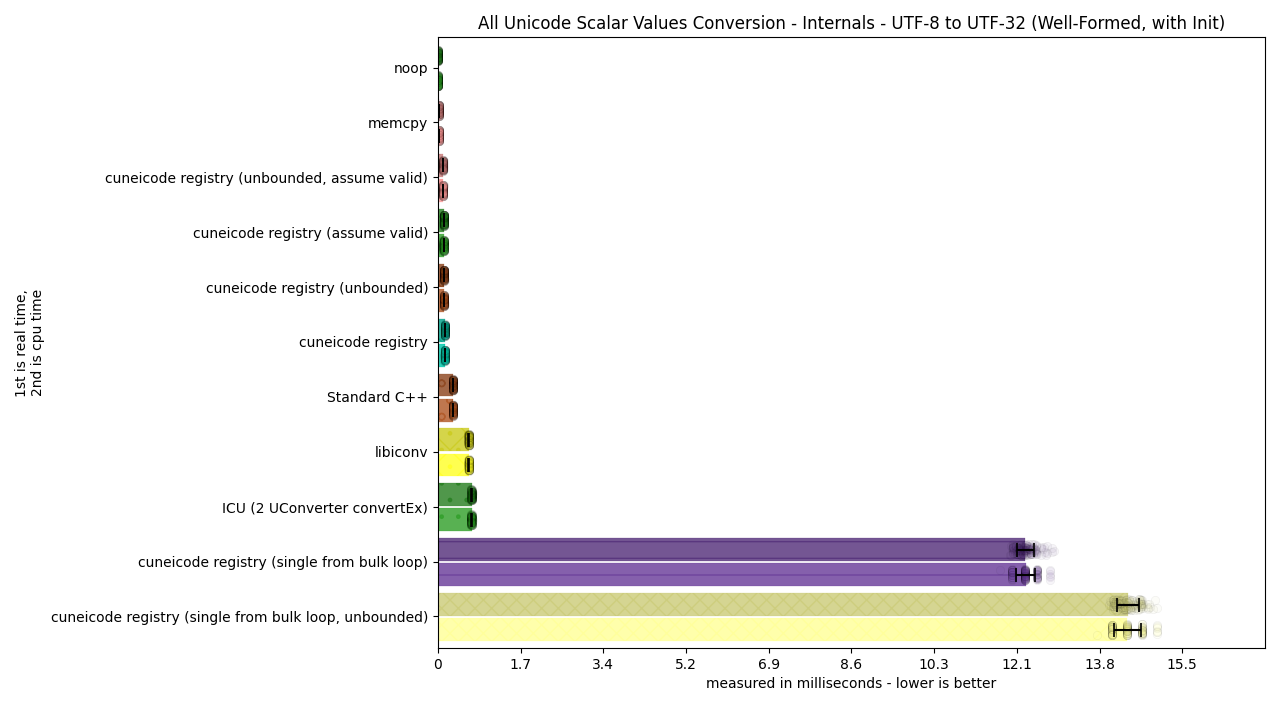 All Unicode Scalar Values Conversion - Internals - UTF-8 to UTF-32 (Well-Formed, with Init)
noop
memcpy
cuneicode registry (unbounded, assume valid)
cuneicode registry (assume valid)
cuneicode registry (unbounded)
cuneicode registry
Standard C++
libiconv
ICU (2 UConverter convertEx)
cuneicode registry (single from bulk loop)
cuneicode registry (single from bulk loop, unbounded)
1st is real time,
2nd is cpu time
0 1.7 3.4 5.2 6.9 8.6 10.3 12.1 13.8 15.5
measured in milliseconds - lower is better